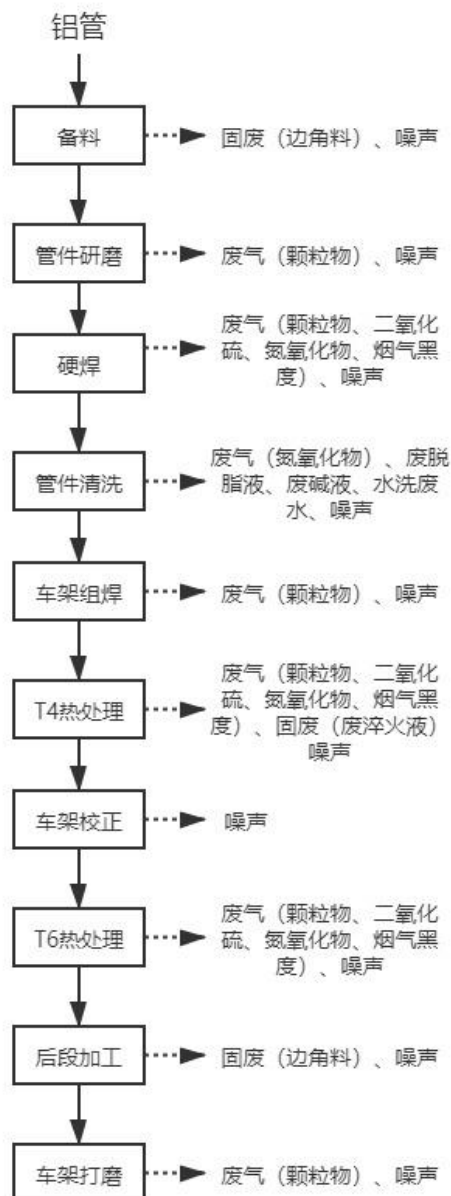 铝管
备料
固废（边角料）、噪声
管件研磨
废气（颗粒物）、噪声
废气（颗粒物、二氧化
硫、氮氧化物、烟气黑
度）、噪声
硬焊
废气（氮氧化物）、废脱
脂液、废碱液、水洗废
水、噪声
管件清洗
车架组焊
废气（颗粒物）、噪声
废气（颗粒物、二氧化
硫、氮氧化物、烟气黑
度）、固废（废淬火液）
噪声
T4热处理
车架校正
噪声
废气（颗粒物、二氧化
硫、氮氧化物、烟气黑
度）、噪声
T6热处理
后段加工
固废（边角料）、噪声
车架打磨
废气（颗粒物）、噪声